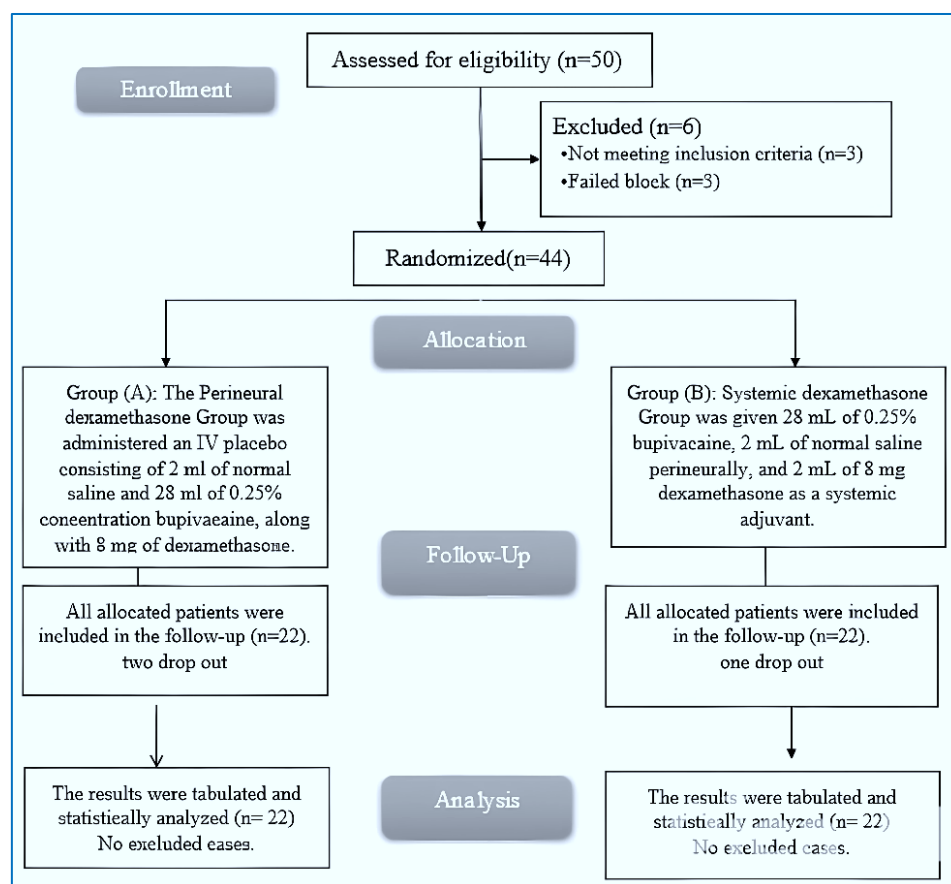 Assessed for eligibility (n=50)
Enrollment
Excluded (n=6)
•Not meeting inclusion criteria (n=3)
•Failed block (n=3)
Randomized(n=44)
Allocation
Group (A): The Perineural
dexamethasone Group was
administered an IV placebo
consisting of 2 ml of normal
saline and 28 ml of 0.25%
coneentration bupivaeaine, along
with 8 mg of dexamethasone.
Group (B): Systemic dexamethasone
Group was given 28 mL of 0.25%
bupivacaine, 2 mL of normal saline
perineurally, and 2 mL of 8 mg
dexamethasone as a systemic
adjuvant.
Follow-Up
All allocated patients were
included in the follow-up (n=22).
two drop out
All allocated patients were included
in the follow-up (n=22).
one drop out
Analysis
The results were tabulated and
statistieally analyzed (n= 22)
No excluded cases.
The results were tabulated and
statistieally analyzed (n= 22)
No excluded cases.